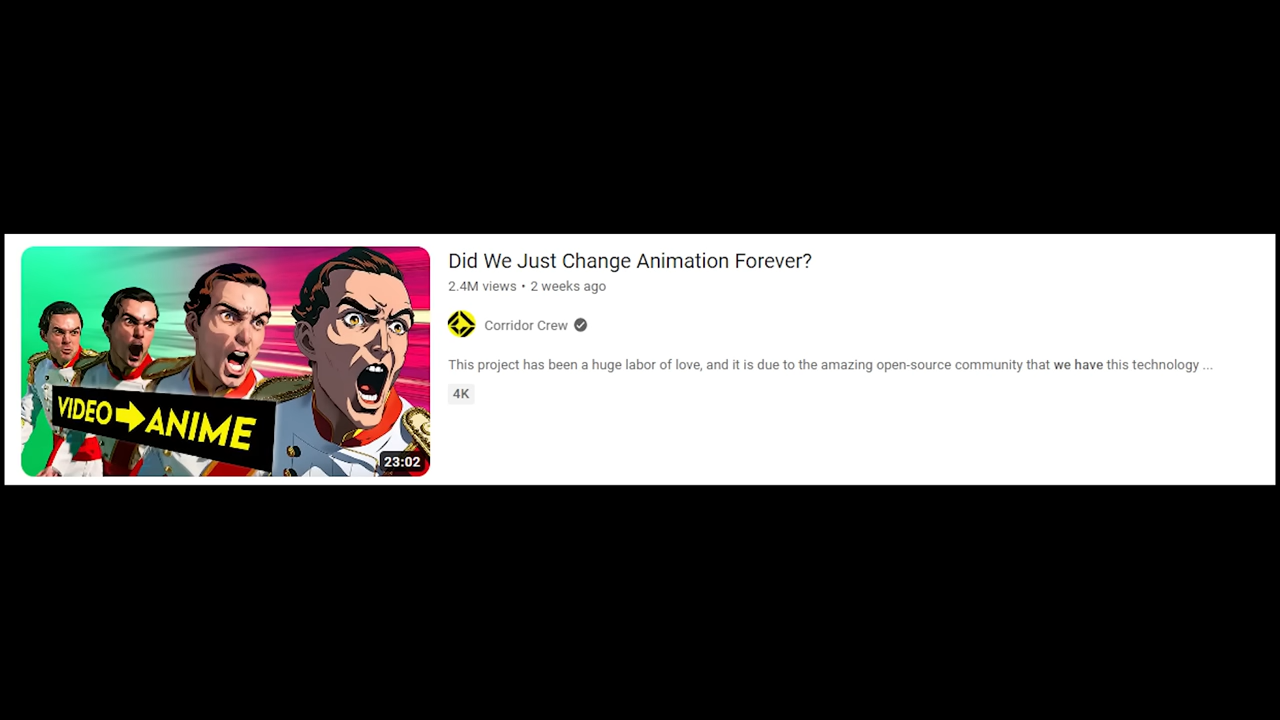 Did We Just Change Animation Forever?
2.4M views • 2 weeks ago
Corridor Crew
This project has been a huge labor of love, and it is due to the amazing open-source community that we have this technology ...
4K
VIDEO ANIME
23:02